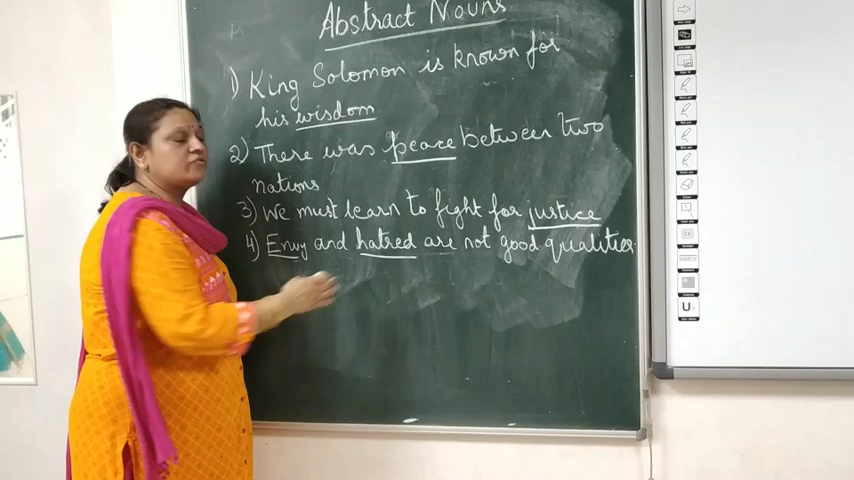 Abstract Nouns
1) King Solomon is known for
his wisdom
2) There was peace between two
nations
3) We must learn to fight for justice
4) Envy and hatred are not good qualities.